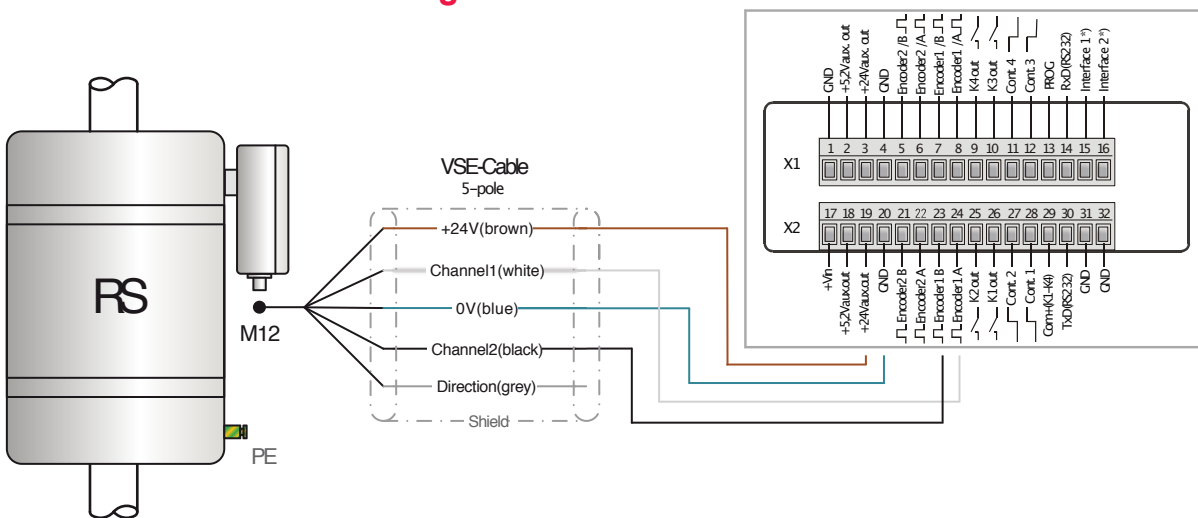 g
RS
M12
PE
VSE-Cable
5-pole
+24V(brown)
Channel1(white)
0V(blue)
Channel2(black)
Direction(grey)
Shield
GND
+5,2Vaux. out
+24Vaux. out
GND
Encoder2 /B
Encoder2 /A
Encoder1 /B
Encoder1 /A
K4 out
K3 out
Cont. 4
Cont. 3
PROG
RxD(RS232)
Interface 1*)
Interface 2*)
X1
1 2 3 4 5 6 7 8 9 10 11 12 13 14 15 16
X2
17 18 19 20 21 22 23 24 25 26 27 28 29 30 31 32
+Vin
+5,2Vaux.out
+24Vaux.out
GND
Encoder2 B
Encoder2 A
Encoder1 B
Encoder1 A
K2 out
K1 out
Cont. 2
Cont. 1
Com+(K1-K4)
TxD(RS232)
GND
GND